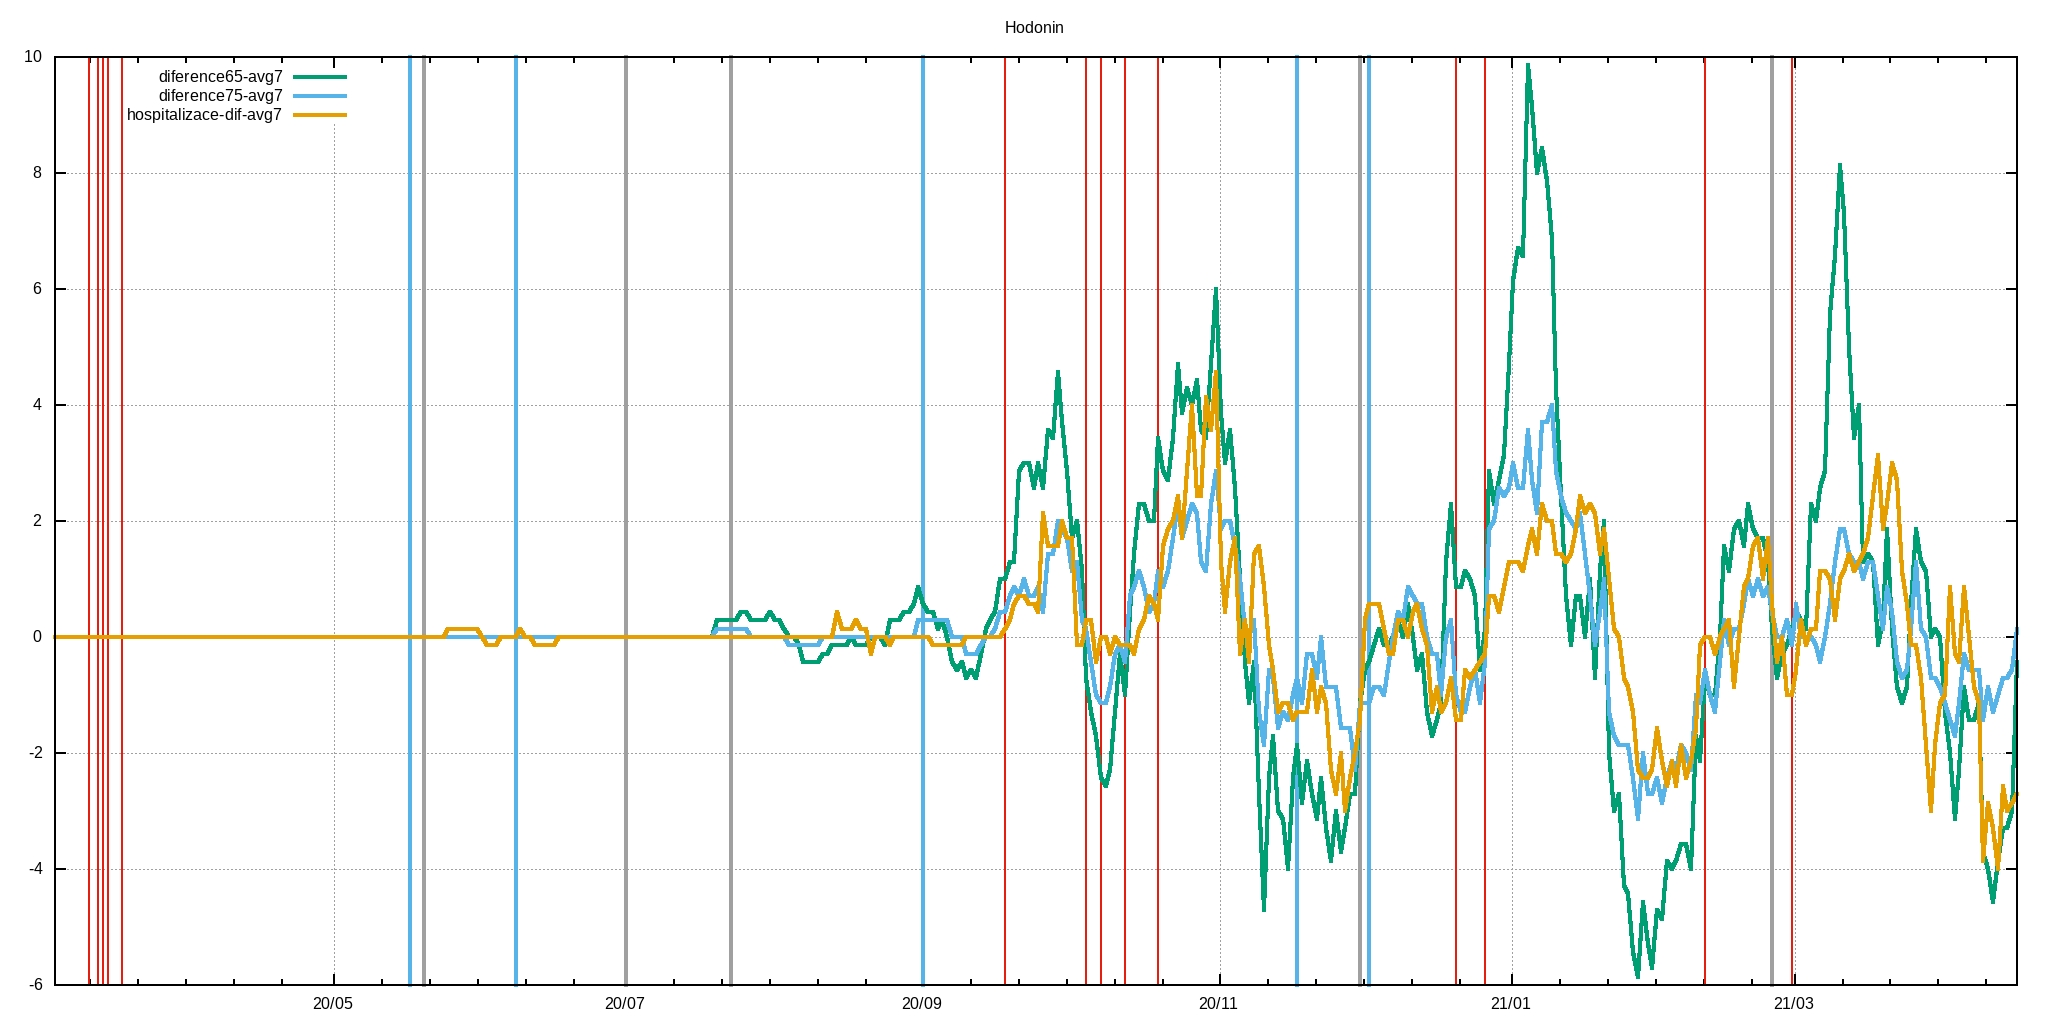 Hodonin
10
diference65-avg7
diference75-avg7
hospitalizace-dif-avg7
8
6
4
2
0
-2
-4
-6
20/05 20/07 20/09 20/11 21/01 21/03